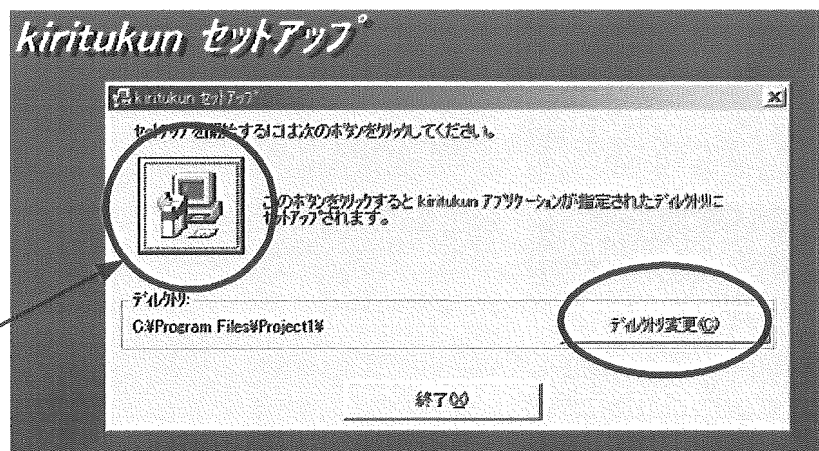 kiritukun セットアップ
kiritukun セットアップ
セットアップを開始するには次のボタンをクリックしてください。
このボタンをクリックすると kiritukun アプリケーションが指定されたディレクトリに
セットアップされます。
ディレクトリ:
C:¥Program Files¥Project1¥
ディレクトリ変更(C)
終了(X)